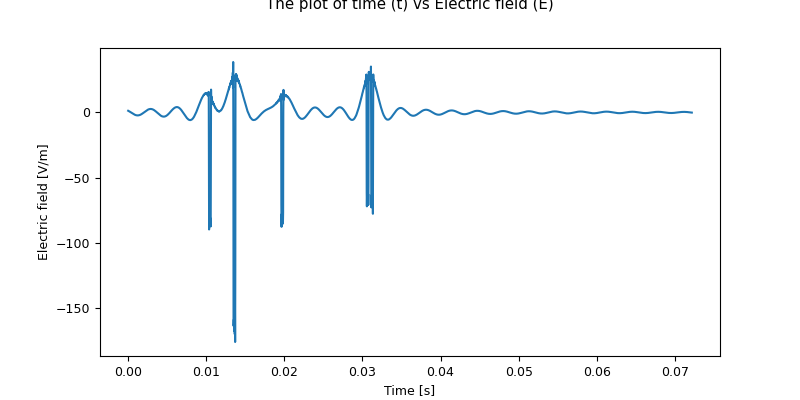 The plot of time (t) vs Electric field (E)
Electric field [V/m]
0
−50
−100
−150
0.00 0.01 0.02 0.03 0.04 0.05 0.06 0.07
Time [s]